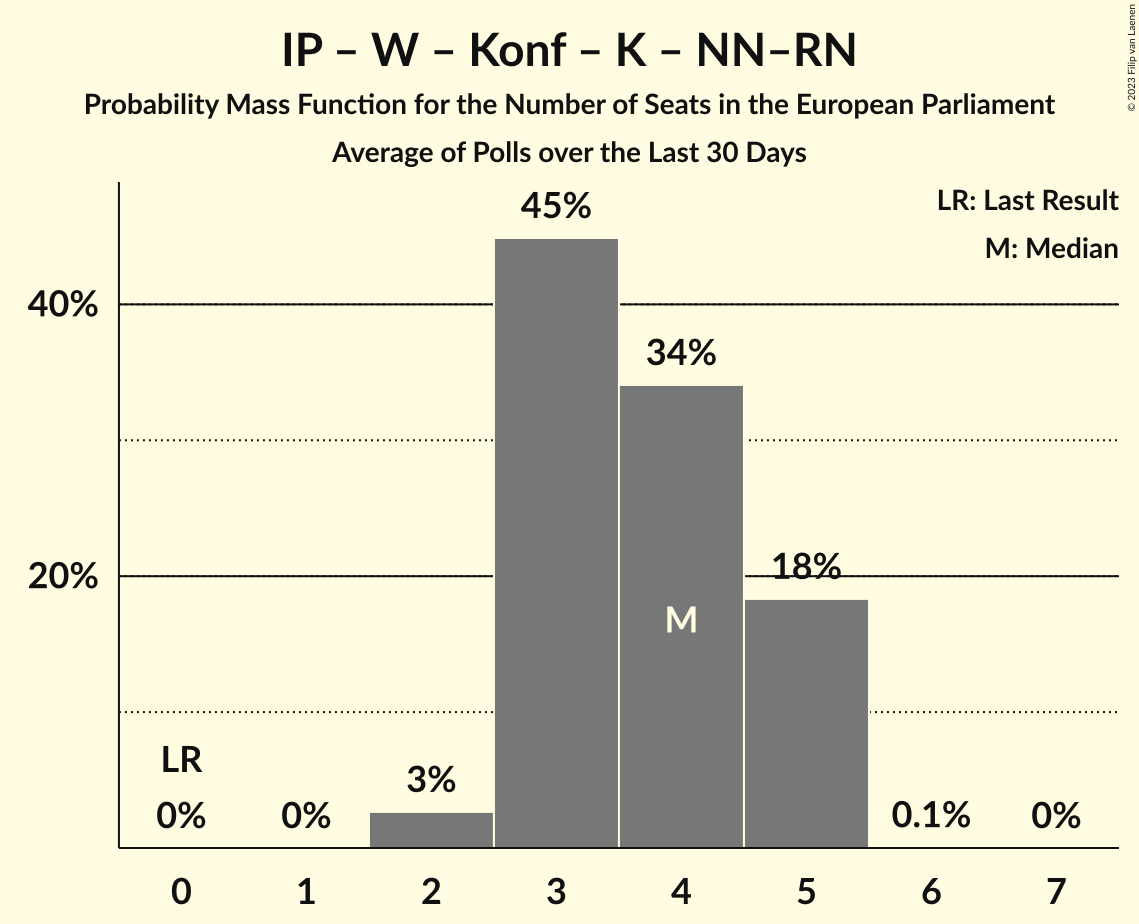 IP – W – Konf – K – NN–RN
Probability Mass Function for the Number of Seats in the European Parliament
Average of Polls over the Last 30 Days
© 2023 Filip van Laenen
LR: Last Result
M: Median
45%
40%
34%
20%
18%
M
LR
0%
0%
3%
0.1%
0%
0 1 2 3 4 5 6 7